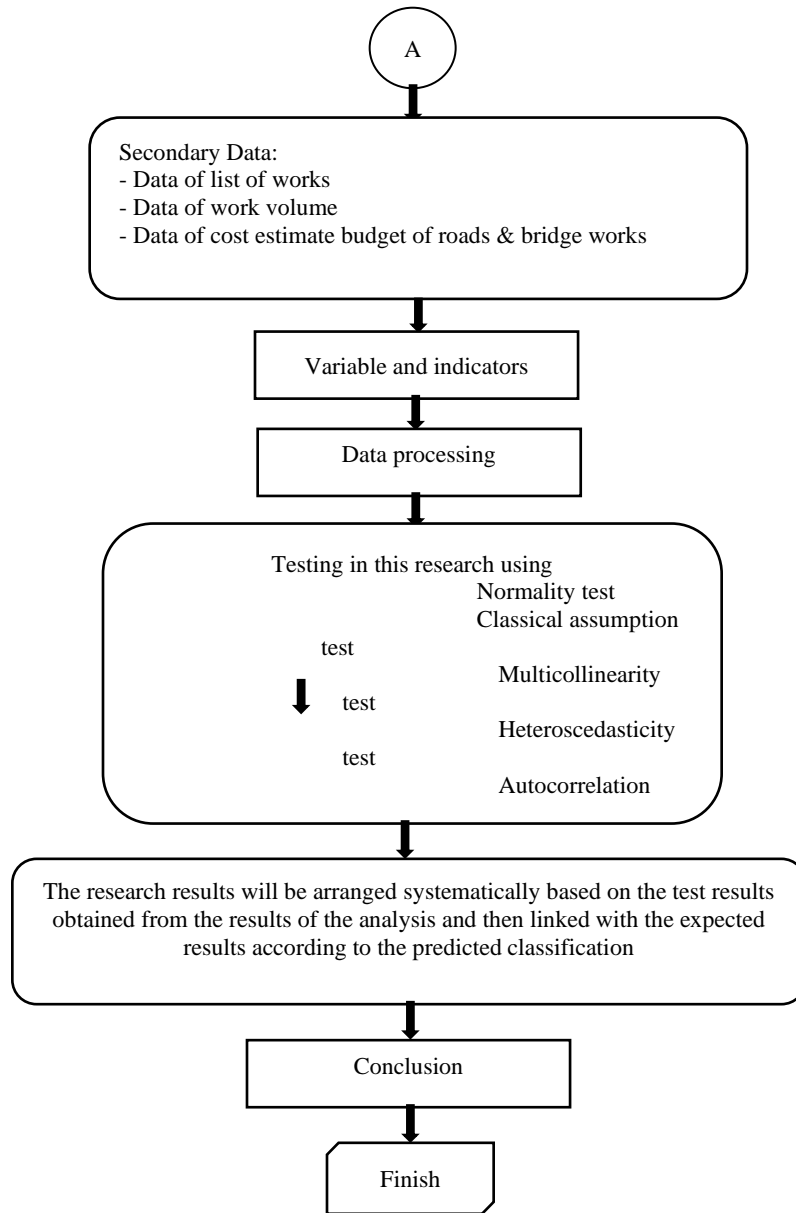 A
Secondary Data:
- Data of list of works
- Data of work volume
- Data of cost estimate budget of roads & bridge works
Variable and indicators
Data processing
Testing in this research using
Normality test
Classical assumption
test
Multicollinearity
test
Heteroscedasticity
test
Autocorrelation
The research results will be arranged systematically based on the test results
obtained from the results of the analysis and then linked with the expected
results according to the predicted classification
Conclusion
Finish